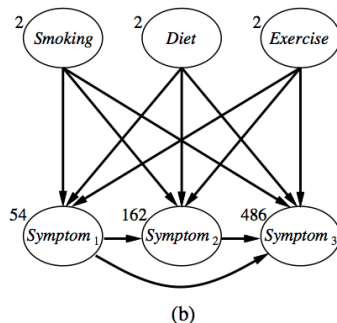 2 Smoking 2 Diet 2 Exercise
54 Symptom 1 162 Symptom 2 486 Symptom 3
(b)